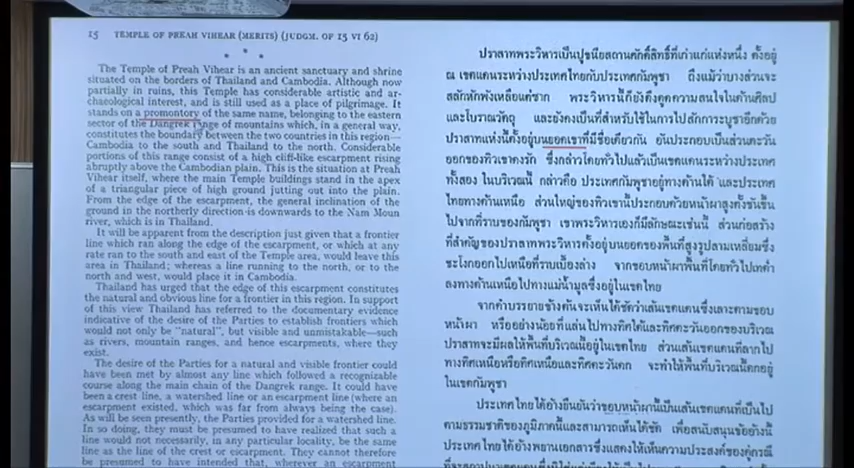 15 TEMPLE OF PREAH VIHEAR (MERITS) (JUDGM. OF 15 VI 62)
* * *
The Temple of Preah Vihear is an ancient sanctuary and shrine
situated on the borders of Thailand and Cambodia. Although now
partially in ruins, this Temple has considerable artistic and ar-
chaeological interest, and is still used as a place of pilgrimage. It
stands on a promontory of the same name, belonging to the eastern
sector of the Dangrek range of mountains which, in a general way,
constitutes the boundary between the two countries in this region—
Cambodia to the south and Thailand to the north. Considerable
portions of this range consist of a high cliff-like escarpment rising
abruptly above the Cambodian plain. This is the situation at Preah
Vihear itself, where the main Temple buildings stand in the apex
of a triangular piece of high ground jutting out into the plain.
From the edge of the escarpment, the general inclination of the
ground in the northerly direction is downwards to the Nam Moun
river, which is in Thailand.
It will be apparent from the description just given that a frontier
line which ran along the edge of the escarpment, or which at any
rate ran to the south and east of the Temple area, would leave this
area in Thailand; whereas a line running to the north, or to the
north and west, would place it in Cambodia.
Thailand has urged that the edge of this escarpment constitutes
the natural and obvious line for a frontier in this region. In support
of this view Thailand has referred to the documentary evidence
indicative of the desire of the Parties to establish frontiers which
would not only be "natural", but visible and unmistakable—such
as rivers, mountain ranges, and hence escarpments, where they
exist.
The desire of the Parties for a natural and visible frontier could
have been met by almost any line which followed a recognizable
course along the main chain of the Dangrek range. It could have
been a crest line, a watershed line or an escarpment line (where an
escarpment existed, which was far from always being the case).
As will be seen presently, the Parties provided for a watershed line.
In so doing, they must be presumed to have realized that such a
line would not necessarily, in any particular locality, be the same
line as the line of the crest or escarpment. They cannot therefore
be presumed to have intended that, wherever an escarpment
ปราสาทพระวิหารเป็นปูชนียสถานศักดิ์สิทธิ์ที่เก่าแก่แห่งหนึ่ง ตั้งอยู่
ณ เขตแดนระหว่างประเทศไทยกับประเทศกัมพูชา ถึงแม้ว่าบางส่วนจะ
สลักหักพังเหลือแค่ซาก พระวิหารนี้ก็ยังดึงดูดความสนใจในด้านศิลป
และโบราณวัตถุ และยังคงเป็นที่สำหรับใช้ในการไปสักการะบูชาอีกด้วย
ปราสาทแห่งนี้ตั้งอยู่บนยอดเขาที่มีชื่อเดียวกัน อันประกอบเป็นส่วนตะวัน
ออกของทิวเขาดงรัก ซึ่งกล่าวโดยทั่วไปแล้วเป็นเขตแดนระหว่างประเทศ
ทั้งสอง ในบริเวณนี้ กล่าวคือ ประเทศกัมพูชาอยู่ทางด้านใต้ และประเทศ
ไทยทางด้านเหนือ ส่วนใหญ่ของทิวเขานี้ประกอบด้วยหน้าผาสูงตั้งชันขึ้น
ไปจากที่ราบของกัมพูชา เขาพระวิหารเองก็มีลักษณะเช่นนี้ ส่วนก่อสร้าง
ที่สำคัญของปราสาทพระวิหารตั้งอยู่บนยอดของพื้นที่สูงรูปสามเหลี่ยมซึ่ง
ชะโงกออกไปเหนือที่ราบเบื้องล่าง จากขอบหน้าผาพื้นที่โดยทั่วไปเทต่ำ
ลงทางด้านเหนือไปทางแม่น้ำมูลซึ่งอยู่ในเขตไทย
จากคำบรรยายข้างต้นจะเห็นได้ชัดว่าเส้นเขตแดนซึ่งเลาะตามขอบ
หน้าผา หรืออย่างน้อยที่แล่นไปทางทิศใต้และทิศตะวันออกของบริเวณ
ปราสาทจะมีผลให้พื้นที่บริเวณนี้อยู่ในเขตไทย ส่วนเส้นเขตแดนที่ลากไป
ทางทิศเหนือหรือทิศเหนือและทิศตะวันตก จะทำให้พื้นที่บริเวณนี้ตกอยู่
ในเขตกัมพูชา
ประเทศไทยได้อ้างยืนยันว่าขอบหน้าผานี้เป็นเส้นเขตแดนที่เป็นไป
ตามธรรมชาติของภูมิภาคนี้และสามารถเห็นได้ชัด เพื่อสนับสนุนข้ออ้างนี้
ประเทศไทยได้อ้างพยานเอกสารซึ่งแสดงให้เห็นความประสงค์ของคู่กรณี